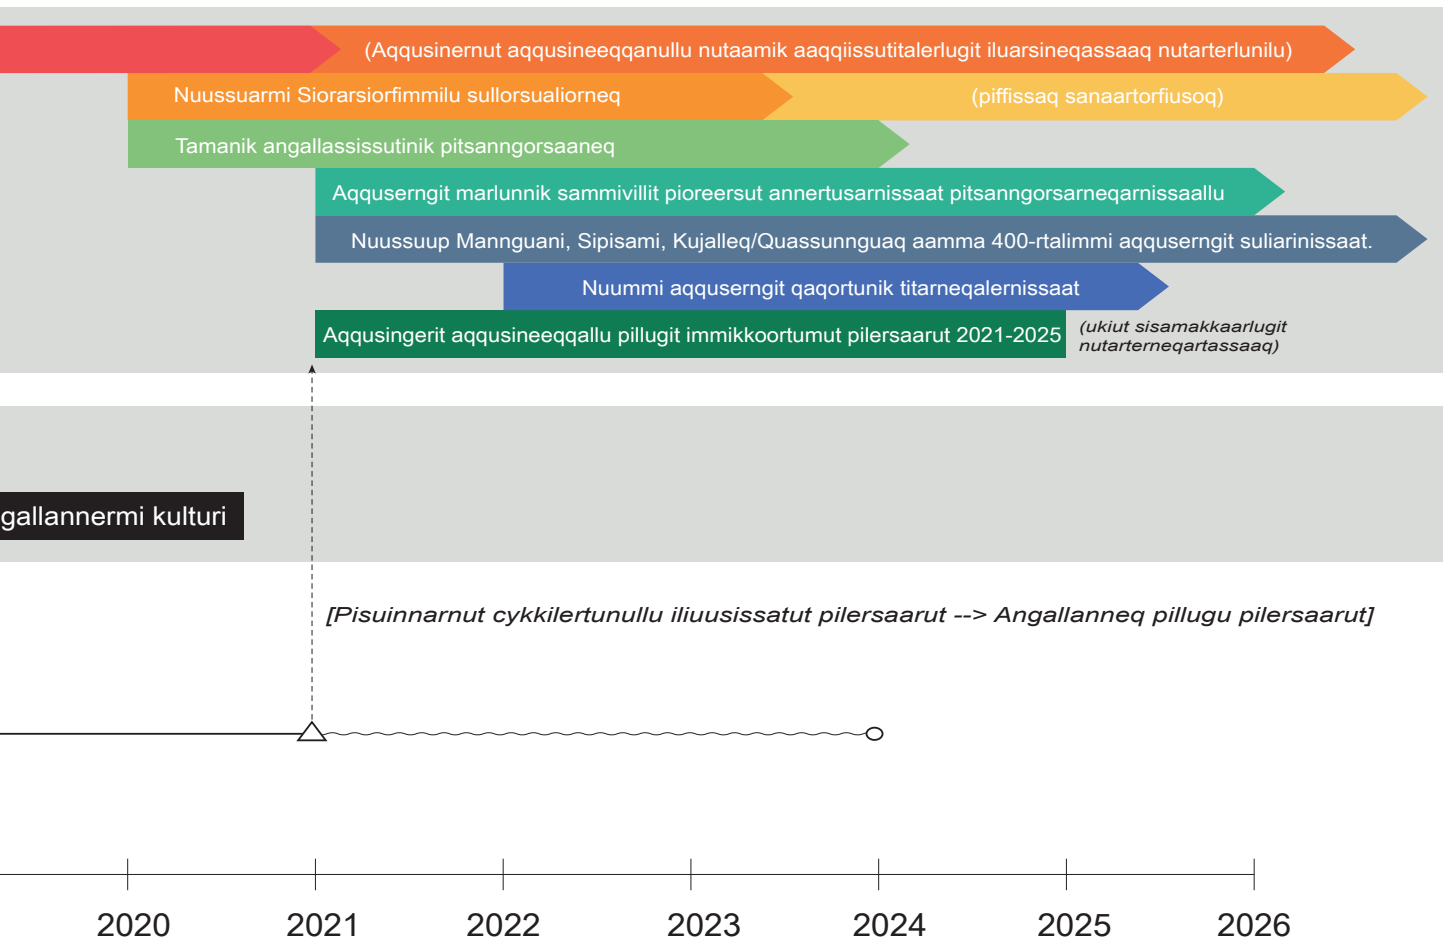 (Aqqusinernut aqqusineeqqanullu nutaamik aaqqiissutitalerlugit iluarsineqassaaq nutarterlunilu)
Nuussuarmi Siorarsiorfimmilu sullorsualiorneq
(piffissaq sanaartorfiusoq)
Tamanik angallassissutinik pitsanngorsaaneq
Aqquserngit marlunnik sammivillit pioreersut annertusarnissaat pitsanngorsarneqarnissaallu
Nuussuup Mannguani, Sipisami, Kujalleq/Quassunnguaq aamma 400-rtalimmi aqquserngit suliarinissaat.
Nuummi aqquserngit qaqortunik titarneqalernissaat
Aqqusingerit aqqusineeqqallu pillugit immikkoortumut pilersaarut 2021-2025
(ukiut sisamakkaarlugit
nutarterneqartassaaq)
gallannermi kulturi
[Pisuinnarnut cykkilertunullu iliuusissatut pilersaarut --> Angallanneq pillugu pilersaarut]
2020 2021 2022 2023 2024 2025 2026